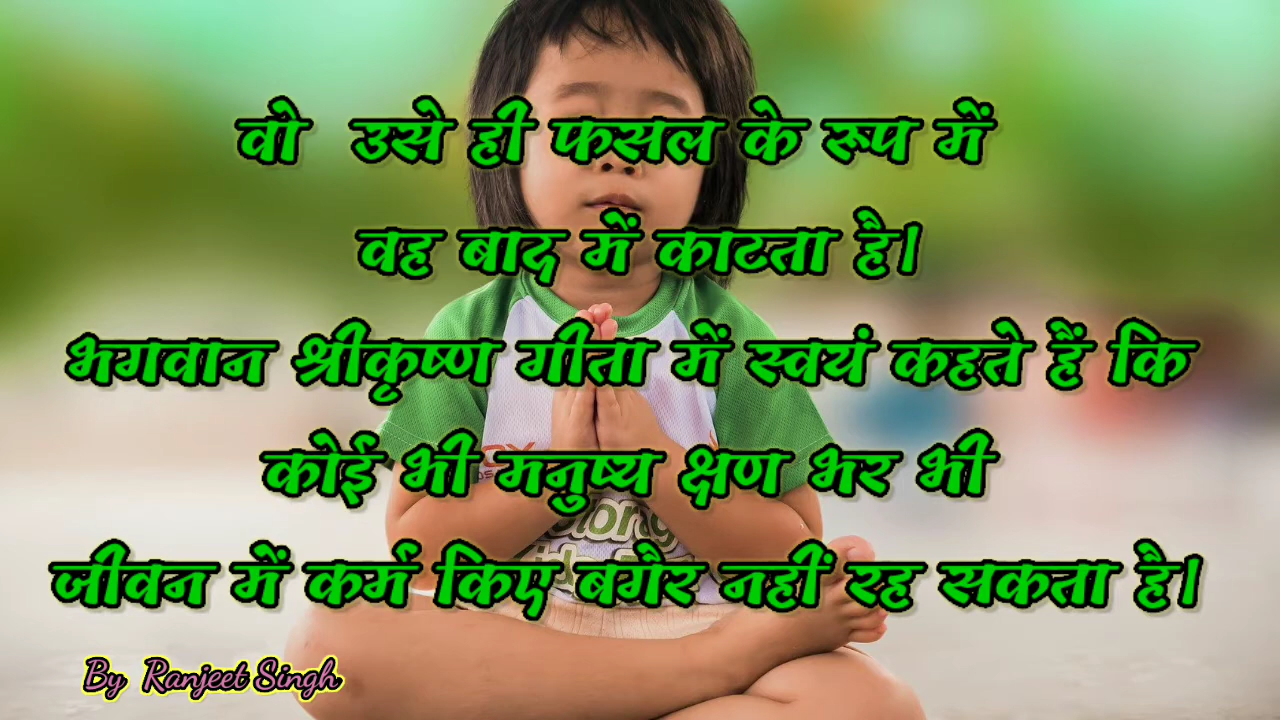 वो उसे ही फसल के रूप में
वह बाद में काटता है।
भगवान श्रीकृष्ण गीता में स्वयं कहते हैं कि
कोई भी मनुष्य क्षण भर भी
जीवन में कर्म किए बगैर नहीं रह सकता है।
By Ranjeet Singh